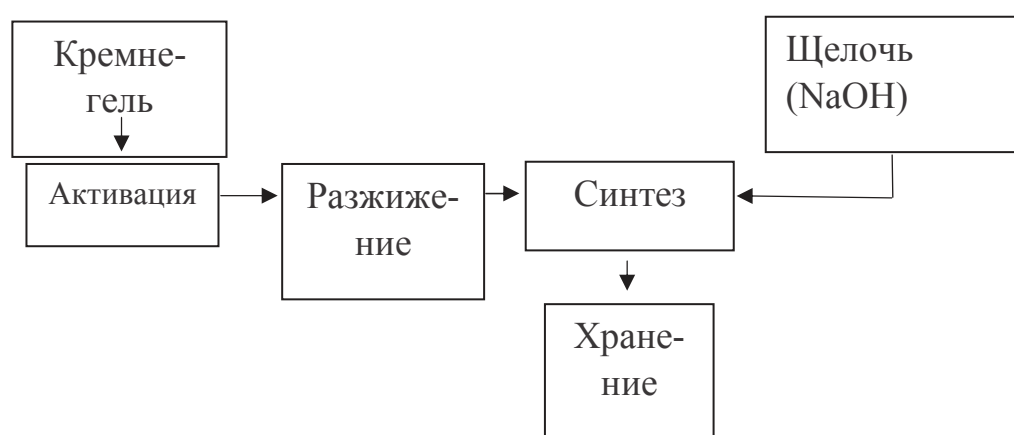 Кремне-
гель
Щелочь
(NaOH)
Активация
Разжиже-
ние
Синтез
Хране-
ние